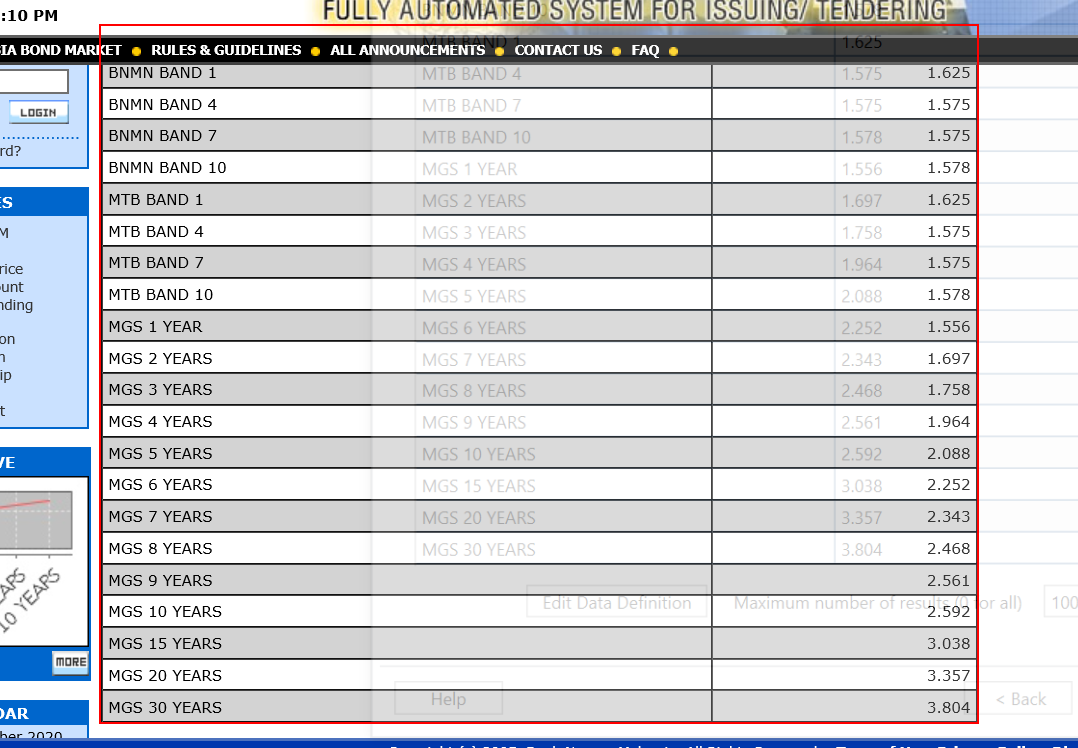 :10 PM
FULLY AUTOMATED SYSTEM FOR ISSUING/ TENDERING
BOND MARKET RULES & GUIDELINES ALL ANNOUNCEMENTS CONTACT US FAQ
MTB BAND 1 1.625
BNMN BAND 1 1.625
MTB BAND 4 1.575
LOGIN
BNMN BAND 4 1.575
MTB BAND 7 1.575
BNMN BAND 7 1.575
MTB BAND 10 1.578
rd?
BNMN BAND 10 1.578
MGS 1 YEAR 1.556
ES
MTB BAND 1 1.625
MGS 2 YEARS 1.697
M
MTB BAND 4 1.575
MGS 3 YEARS 1.758
rice
MTB BAND 7 1.575
MGS 4 YEARS 1.964
ount
nding
MTB BAND 10 1.578
MGS 5 YEARS 2.088
on
MGS 1 YEAR 1.556
MGS 6 YEARS 2.252
n
MGS 2 YEARS 1.697
MGS 7 YEARS 2.343
ip
MGS 3 YEARS 1.758
MGS 8 YEARS 2.468
t
MGS 4 YEARS 1.964
MGS 9 YEARS 2.561
VE
MGS 5 YEARS 2.088
MGS 10 YEARS 2.592
MGS 6 YEARS 2.252
MGS 15 YEARS 3.038
MGS 7 YEARS 2.343
MGS 20 YEARS 3.357
MGS 8 YEARS 2.468
MGS 30 YEARS 3.804
EARS
10 YEARS
MGS 9 YEARS 2.561
Edit Data Definition Maximum number of results (0 for all) 100
MGS 10 YEARS 2.592
MGS 15 YEARS 3.038
MORE
MGS 20 YEARS 3.357
Help < Back
MGS 30 YEARS 3.804
DAR
2020